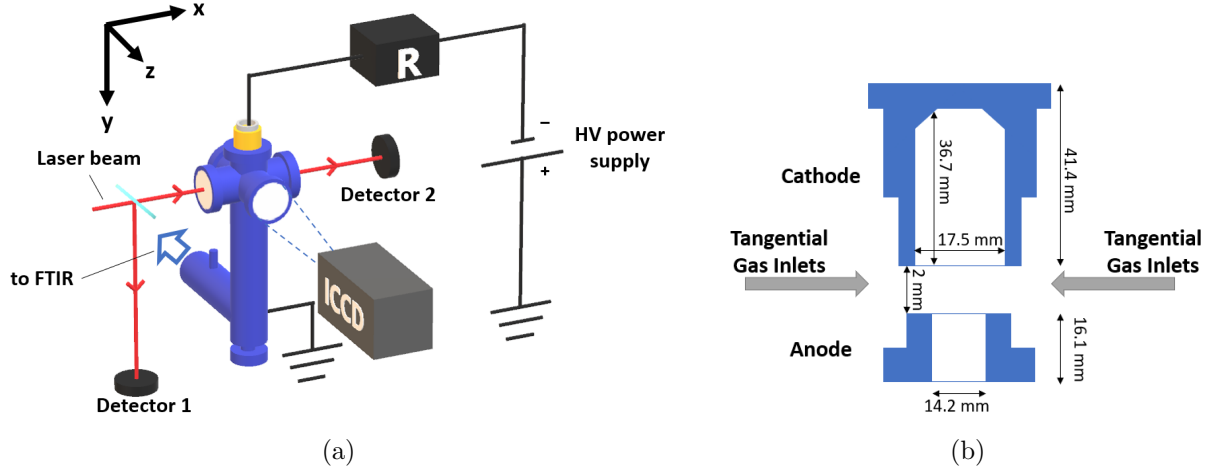 x
z
y
R
−
HV power
supply
+
Laser beam
Detector 2
to FTIR
ICCD
Detector 1
(a)
Cathode
36.7 mm
41.4 mm
17.5 mm
Tangential
Gas Inlets
Tangential
Gas Inlets
2 mm
Anode
16.1 mm
14.2 mm
(b)